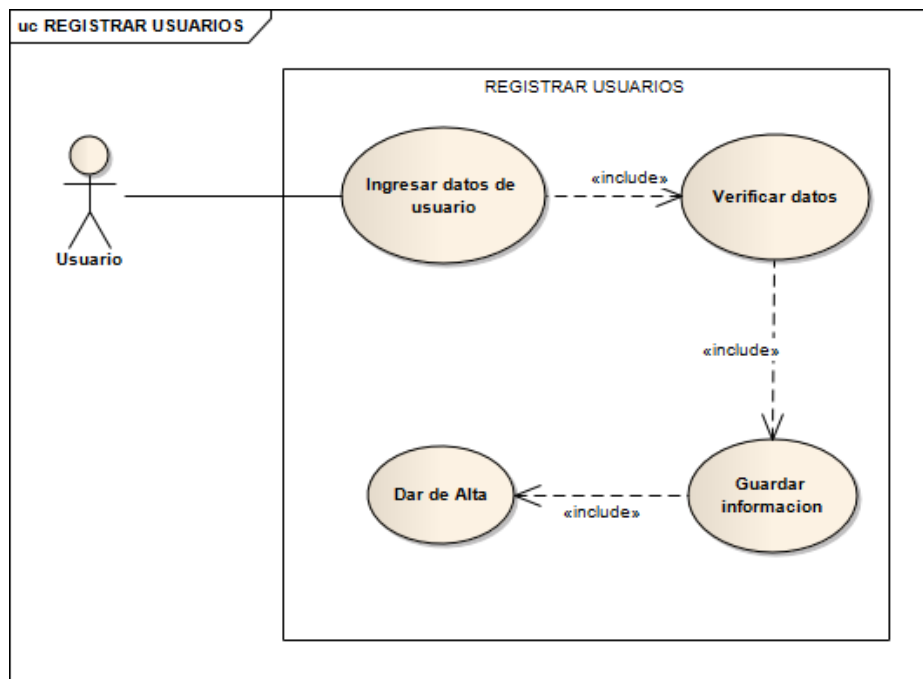 uc REGISTRAR USUARIOS
REGISTRAR USUARIOS
Usuario
Ingresar datos de
usuario
«include»
Verificar datos
«include»
Guardar
informacion
«include»
Dar de Alta